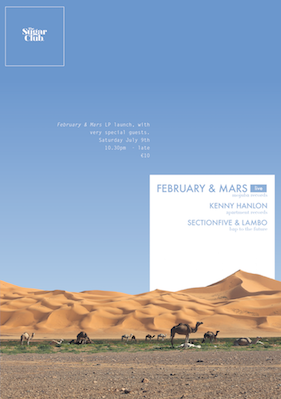 The
Sugar
Club
February & Mars LP launch, with
very special guests.
Saturday July 9th
10.30pm - late
€10
FEBRUARY & MARS live
KENNY HANLON
SECTIONFIVE & LAMBO